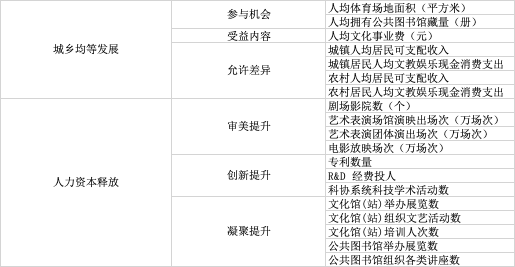 城乡均等发展
参与机会
人均体育场地面积（平方米）
人均拥有公共图书馆藏量（册）
受益内容
人均文化事业费（元）
允许差异
城镇人均居民可支配收入
城镇居民人均文教娱乐现金消费支出
农村人均居民可支配收入
农村居民人均文教娱乐现金消费支出
人力资本释放
审美提升
剧场影院数（个）
艺术表演场馆演映出场次（万场次）
艺术表演团体演出场次（万场次）
电影放映场次（万场次）
创新提升
专利数量
R&D 经费投人
科协系统科技学术活动数
凝聚提升
文化馆(站)举办展览数
文化馆(站)组织文艺活动数
文化馆(站)培训人次数
公共图书馆举办展览数
公共图书馆组织各类讲座数